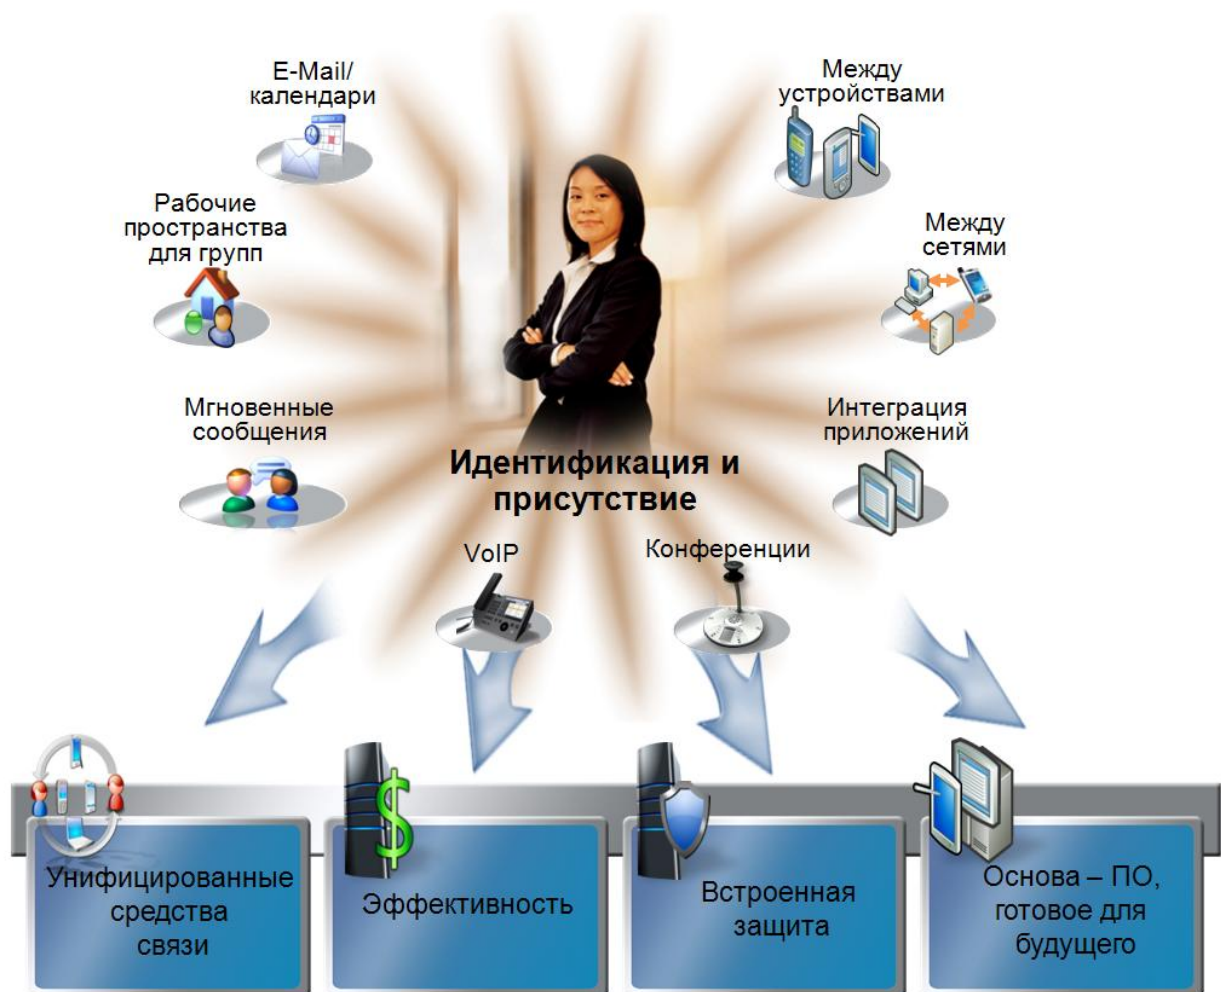 E-Mail/
календари
Между
устройствами
Рабочие
пространства
для групп
Между
сетями
Мгновенные
сообщения
Интеграция
приложений
Идентификация и
присутствие
VoIP
Конференции
Унифицированные
средства
связи
Эффективность
Встроенная
защита
Основа – ПО,
готовое для
будущего